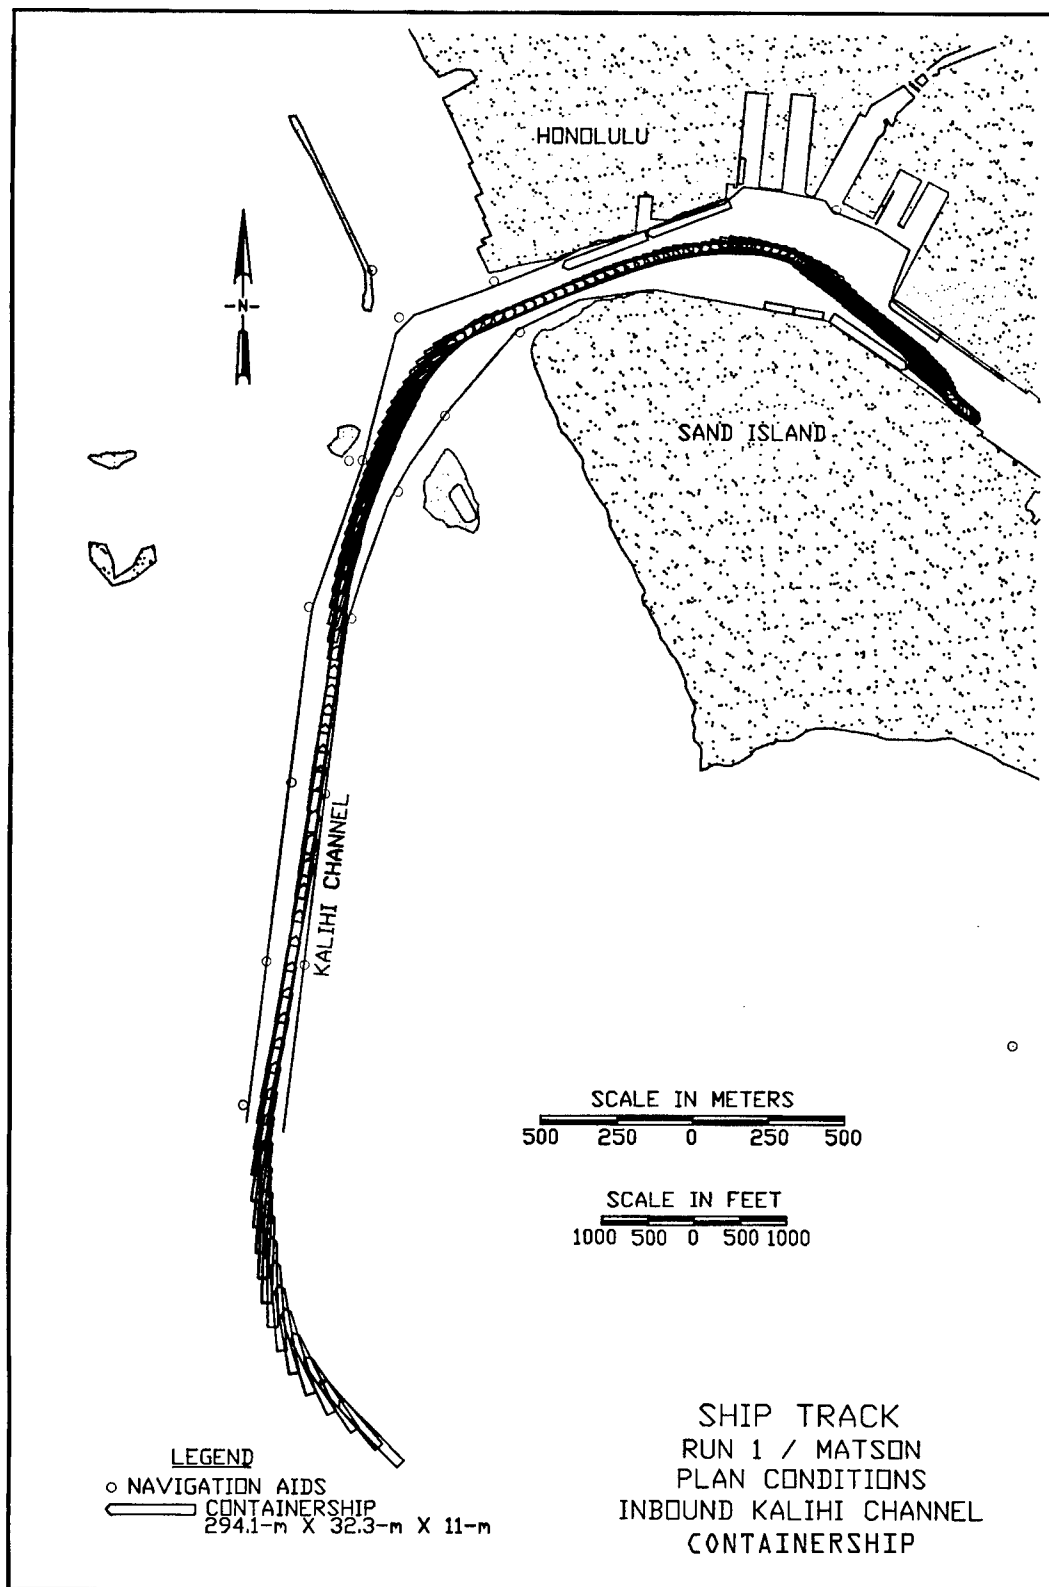 HONOLULU
-N-
SAND ISLAND
KALIHI CHANNEL
SCALE IN METERS
500 250 0 250 500
SCALE IN FEET
1000 500 0 500 1000
LEGEND
NAVIGATION AIDS
CONTAINERSHIP
294.1-m X 32.3-m X 11-m
SHIP TRACK
RUN 1 / MATSON
PLAN CONDITIONS
INBOUND KALIHI CHANNEL
CONTAINERSHIP